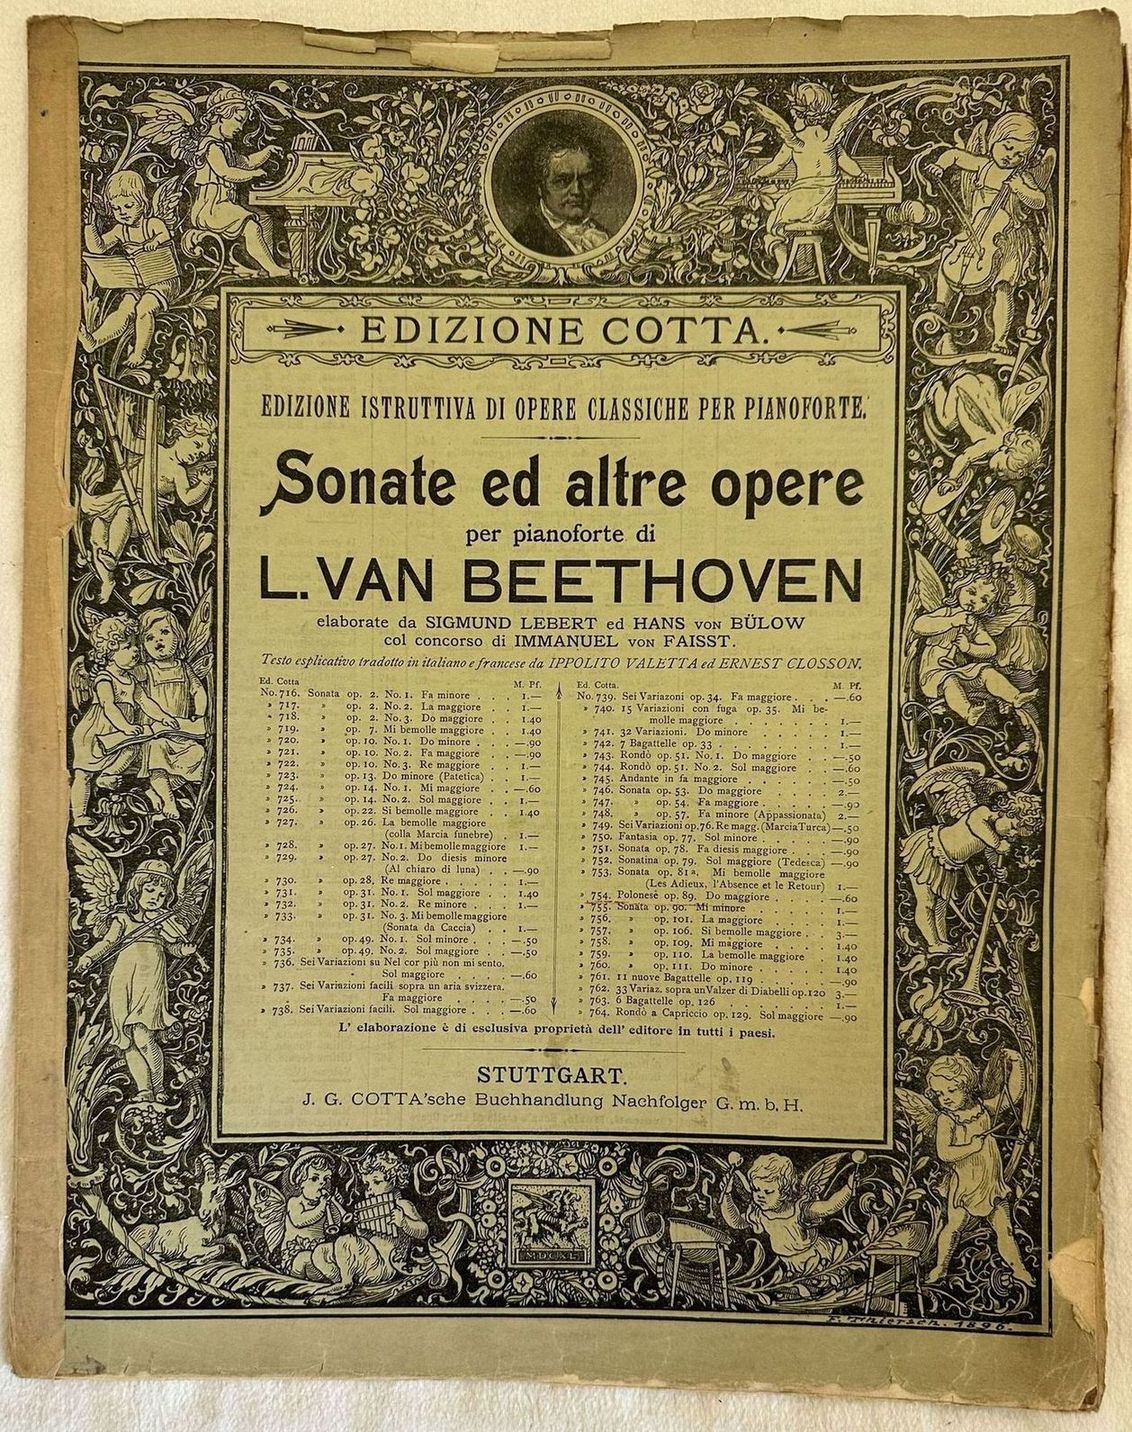 EDIZIONE COTTA.
EDIZIONE ISTRUTTIVA DI OPERE CLASSICHE PER PIANOFORTE.
Sonate ed altre opere
per pianoforte di
L. VAN BEETHOVEN
elaborate da SIGMUND LEBERT ed HANS VON BÜLOW
col concorso di IMMANUEL VON FAISST.
Testo esplicativo tradotto in italiano e francese da IPPOLITO VALETTA ed ERNEST CLOSSON.
Ed. Cotta M. Pf.
No. 716. Sonata op. 2. No. 1. Fa minore . . . 1.—
» 717. » op. 2. No. 2. La maggiore . . 1.—
» 718. » op. 2. No. 3. Do maggiore . . 1.40
» 719. » op. 7. Mi bemolle maggiore . . 1.40
» 720. » op. 10. No. 1. Do minore . . . —.90
» 721. » op. 10. No. 2. Fa maggiore . . —.90
» 722. » op. 10. No. 3. Re maggiore . . 1.—
» 723. » op. 13. Do minore (Patetica) . . 1.—
» 724. » op. 14. No. 1. Mi maggiore . . —.60
» 725. » op. 14. No. 2. Sol maggiore . . 1.—
» 726. » op. 22. Si bemolle maggiore . . 1.40
» 727. » op. 26. La bemolle maggiore
(colla Marcia funebre) . . 1.—
» 728. » op. 27. No. 1. Mi bemolle maggiore 1.—
» 729. » op. 27. No. 2. Do diesis minore
(Al chiaro di luna) . . —.90
» 730. » op. 28. Re maggiore . . . . . 1.—
» 731. » op. 31. No. 1. Sol maggiore . . 1.40
» 732. » op. 31. No. 2. Re minore . . . 1.—
» 733. » op. 31. No. 3. Mi bemolle maggiore
(Sonata da Caccia) . . . 1.—
» 734. » op. 49. No. 1. Sol minore . . . —.50
» 735. » op. 49. No. 2. Sol maggiore . . —.50
» 736. Sei Variazioni su Nel cor più non mi sento.
Sol maggiore . . . . —.60
» 737. Sei Variazioni facili sopra un aria svizzera.
Fa maggiore . . . . —.50
» 738. Sei Variazioni facili. Sol maggiore . . . —.60
Ed. Cotta. M. Pf.
No. 739. Sei Variazoni op. 34. Fa maggiore . . . —.60
» 740. 15 Variazioni con fuga op. 35. Mi be-
molle maggiore . . . . . . . 1.—
» 741. 32 Variazioni. Do minore . . . . . 1.—
» 742. 7 Bagattelle op. 33 . . . . . . . 1.—
» 743. Rondò op. 51. No. 1. Do maggiore . . —.50
» 744. Rondò op. 51. No. 2. Sol maggiore . . —.60
» 745. Andante in fa maggiore . . . . . —.50
» 746. Sonata op. 53. Do maggiore . . . . 2.—
» 747. » op. 54. Fa maggiore . . . . . —.90
» 748. » op. 57. Fa minore (Appassionata) 2.—
» 749. Sei Variazioni op. 76. Re magg. (Marcia Turca) —.50
» 750. Fantasia op. 77. Sol minore . . . . —.90
» 751. Sonata op. 78. Fa diesis maggiore . . —.90
» 752. Sonatina op. 79. Sol maggiore (Tedesca) —.90
» 753. Sonata op. 81ª. Mi bemolle maggiore
(Les Adieux, l'Absence et le Retour) 1.—
» 754. Polonese op. 89. Do maggiore . . . —.60
» 755. Sonata op. 90. Mi minore . . . . . 1.—
» 756. » op. 101. La maggiore . . . . 1.—
» 757. » op. 106. Si bemolle maggiore . . 3.—
» 758. » op. 109. Mi maggiore . . . . 1.40
» 759. » op. 110. La bemolle maggiore 1.40
» 760. » op. 111. Do minore . . . . . 1.40
» 761. 11 nuove Bagattelle op. 119 . . . . —.90
» 762. 33 Variaz. sopra un Valzer di Diabelli op. 120 3.—
» 763. 6 Bagattelle op. 126 . . . . . . 1.—
» 764. Rondò a Capriccio op. 129. Sol maggiore —.90
L' elaborazione è di esclusiva proprietà dell' editore in tutti i paesi.
STUTTGART.
J. G. COTTA'sche Buchhandlung Nachfolger G. m. b. H.
MDCXL
F. Thiersch. 1896.